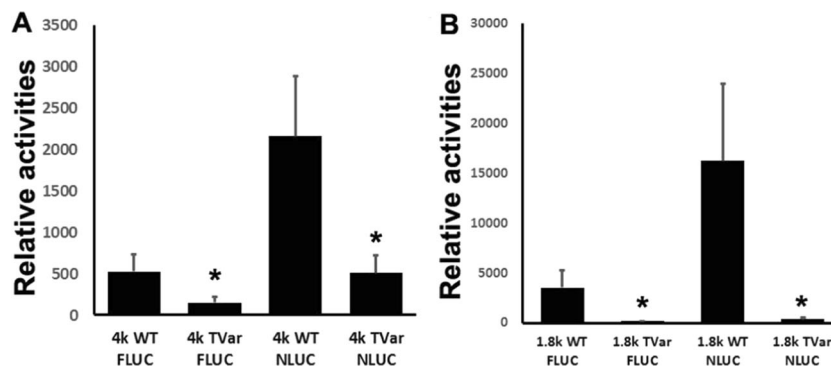 A
Relative activities
3500
3000
2500
2000
1500
1000
500
0
*
*
4k WT
FLUC
4k TVar
FLUC
4k WT
NLUC
4k TVar
NLUC
B
Relative activities
30000
25000
20000
15000
10000
5000
0
*
*
1.8k WT
FLUC
1.8k TVar
FLUC
1.8k WT
NLUC
1.8k TVar
NLUC